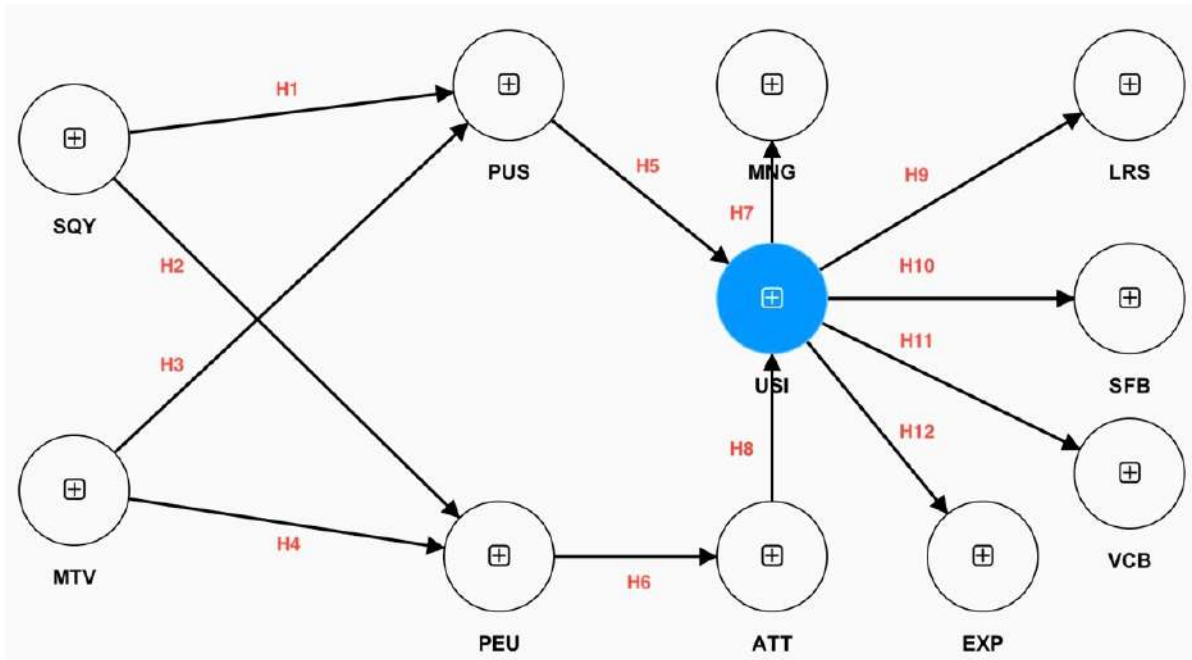 H1
PUS
MNG
LRS
SQY
H5
H9
H7
H2
H10
H3
H11
USI
SFB
H12
H8
MTV
H4
H6
VCB
PEU
ATT
EXP